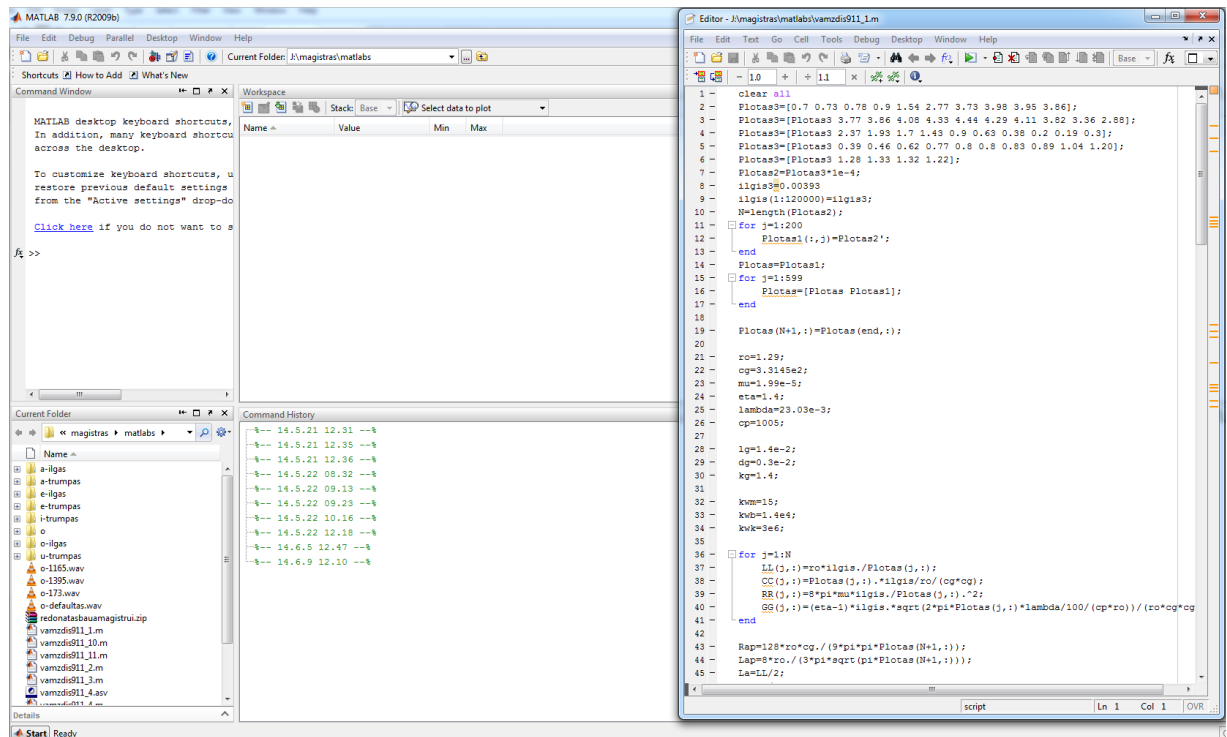 MATLAB 7.9.0 (R2009b)
File Edit Debug Parallel Desktop Window Help
Current Folder: J:\magistras\matlabs
Shortcuts How to Add What's New
Command Window
MATLAB desktop keyboard shortcuts,
In addition, many keyboard shortcu
across the desktop.
To customize keyboard shortcuts, u
restore previous default settings
from the "Active settings" drop-do
Click here if you do not want to s
fx >>
Workspace
Stack: Base Select data to plot
Name Value Min Max
Current Folder
« magistras matlabs
Name
a-ilgas
a-trumpas
e-ilgas
e-trumpas
i-trumpas
o
o-ilgas
u-trumpas
o-1165.wav
o-1395.wav
o-173.wav
o-defaultas.wav
redonatasbauamagistrui.zip
vamzdis911_1.m
vamzdis911_10.m
vamzdis911_11.m
vamzdis911_2.m
vamzdis911_3.m
vamzdis911_4.asv
vamzdis911_4.m
Details
Start Ready
Command History
%-- 14.5.21 12.31 --%
%-- 14.5.21 12.35 --%
%-- 14.5.21 12.36 --%
%-- 14.5.22 08.32 --%
%-- 14.5.22 09.13 --%
%-- 14.5.22 09.23 --%
%-- 14.5.22 10.16 --%
%-- 14.5.22 12.18 --%
%-- 14.6.5 12.47 --%
%-- 14.6.9 12.10 --%
Editor - J:\magistras\matlabs\vamzdis911_1.m
File Edit Text Go Cell Tools Debug Desktop Window Help
Base fx
− 1.0 + ÷ 1.1 ×
1 − clear all
2 − Plotas3=[0.7 0.73 0.78 0.9 1.54 2.77 3.73 3.98 3.95 3.86];
3 − Plotas3=[Plotas3 3.77 3.86 4.08 4.33 4.44 4.29 4.11 3.82 3.36 2.88];
4 − Plotas3=[Plotas3 2.37 1.93 1.7 1.43 0.9 0.63 0.38 0.2 0.19 0.3];
5 − Plotas3=[Plotas3 0.39 0.46 0.62 0.77 0.8 0.8 0.83 0.89 1.04 1.20];
6 − Plotas3=[Plotas3 1.28 1.33 1.32 1.22];
7 − Plotas2=Plotas3*1e-4;
8 − ilgis3=0.00393
9 − ilgis(1:120000)=ilgis3;
10 − N=length(Plotas2);
11 − for j=1:200
12 − Plotas1(:,j)=Plotas2';
13 − end
14 − Plotas=Plotas1;
15 − for j=1:599
16 − Plotas=[Plotas Plotas1];
17 − end
18
19 − Plotas(N+1,:)=Plotas(end,:);
20
21 − ro=1.29;
22 − cg=3.3145e2;
23 − mu=1.99e-5;
24 − eta=1.4;
25 − lambda=23.03e-3;
26 − cp=1005;
27
28 − lg=1.4e-2;
29 − dg=0.3e-2;
30 − kg=1.4;
31
32 − kwm=15;
33 − kwb=1.4e4;
34 − kwk=3e6;
35
36 − for j=1:N
37 − LL(j,:)=ro*ilgis./Plotas(j,:);
38 − CC(j,:)=Plotas(j,:).*ilgis/ro/(cg*cg);
39 − RR(j,:)=8*pi*mu*ilgis./Plotas(j,:).^2;
40 − GG(j,:)=(eta-1)*ilgis.*sqrt(2*pi*Plotas(j,:)*lambda/100/(cp*ro))/(ro*cg*cg
41 − end
42
43 − Rap=128*ro*cg./(9*pi*pi*Plotas(N+1,:));
44 − Lap=8*ro./(3*pi*sqrt(pi*Plotas(N+1,:)));
45 − La=LL/2;
script Ln 1 Col 1 OVR